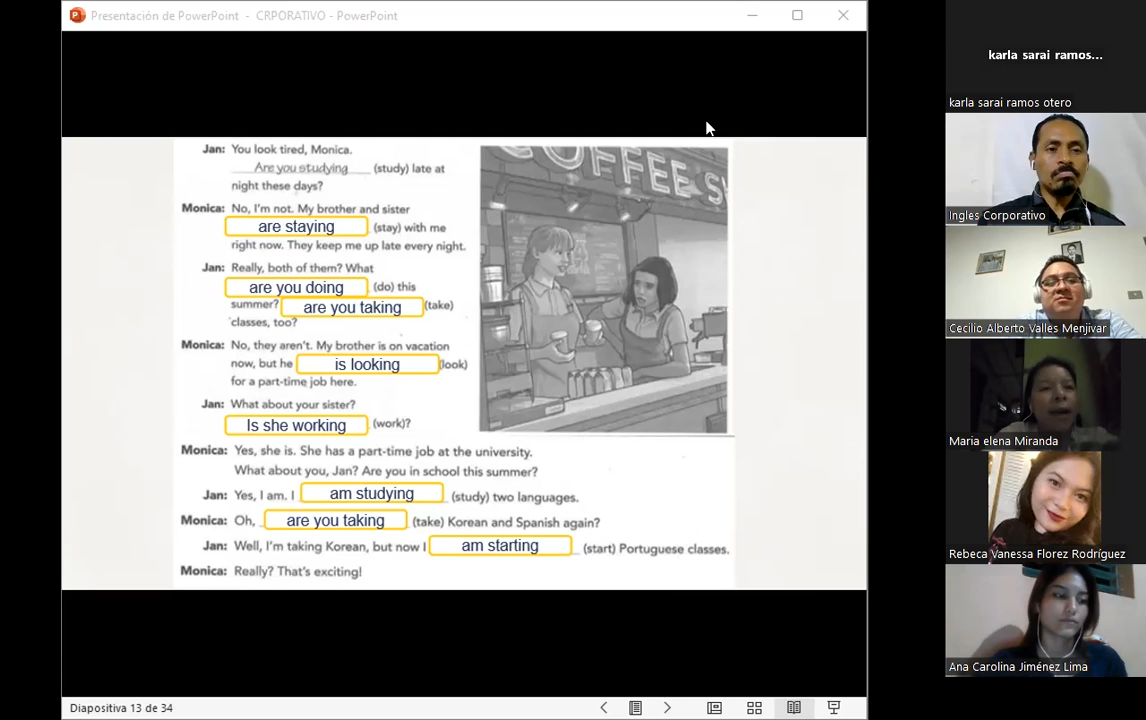 Presentación de PowerPoint - CRPORATIVO - PowerPoint
Jan: You look tired, Monica.
Are you studying (study) late at
night these days?
Monica: No, I'm not. My brother and sister
are staying (stay) with me
right now. They keep me up late every night.
Jan: Really, both of them? What
are you doing (do) this
summer? are you taking (take)
classes, too?
Monica: No, they aren't. My brother is on vacation
now, but he is looking (look)
for a part-time job here.
Jan: What about your sister?
Is she working (work)?
Monica: Yes, she is. She has a part-time job at the university.
What about you, Jan? Are you in school this summer?
Jan: Yes, I am. I am studying (study) two languages.
Monica: Oh, are you taking (take) Korean and Spanish again?
Jan: Well, I'm taking Korean, but now I am starting (start) Portuguese classes.
Monica: Really? That's exciting!
COFFEE S
Diapositiva 13 de 34
karla sarai ramos...
karla sarai ramos otero
Ingles Corporativo
Cecilio Alberto Valles Menjivar
Maria elena Miranda
Rebeca Vanessa Florez Rodríguez
Ana Carolina Jiménez Lima